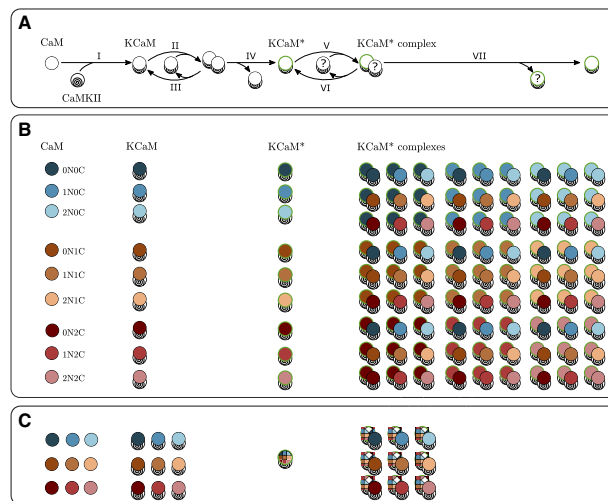 A
CaM KCaM KCaM* KCaM* complex
I II III IV V VI VII
? ? ?
CaMKII
B
CaM KCaM KCaM* KCaM* complexes
0N0C
1N0C
2N0C
0N1C
1N1C
2N1C
0N2C
1N2C
2N2C
C